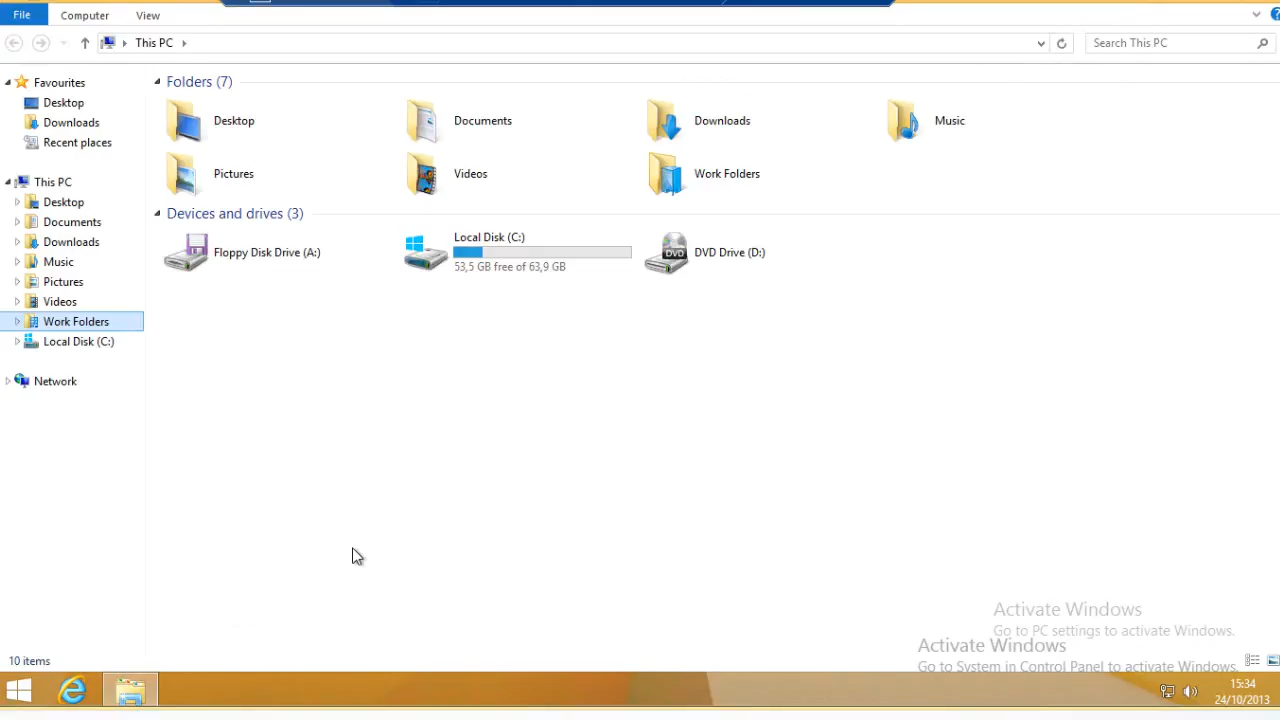 File Computer View
This PC
Search This PC
Favourites
Desktop
Downloads
Recent places
This PC
Desktop
Documents
Downloads
Music
Pictures
Videos
Work Folders
Local Disk (C:)
Network
Folders (7)
Desktop Documents Downloads Music
Pictures Videos Work Folders
Devices and drives (3)
Floppy Disk Drive (A:)
Local Disk (C:)
53,5 GB free of 63,9 GB
DVD
DVD Drive (D:)
Activate Windows
Go to PC settings to activate Windows.
Activate Windows
Go to System in Control Panel to activate Windows.
10 items
15:34
24/10/2013